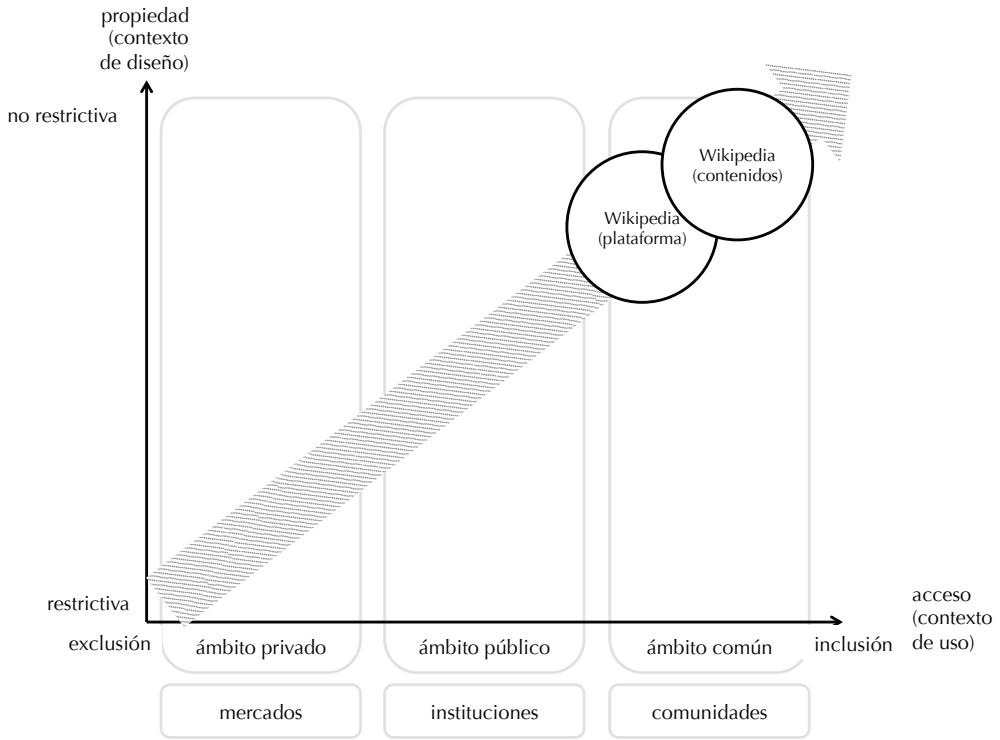 propiedad
(contexto
de diseño)
no restrictiva
Wikipedia
(contenidos)
Wikipedia
(plataforma)
restrictiva
acceso
(contexto
de uso)
exclusión
ámbito privado
ámbito público
ámbito común
inclusión
mercados
instituciones
comunidades